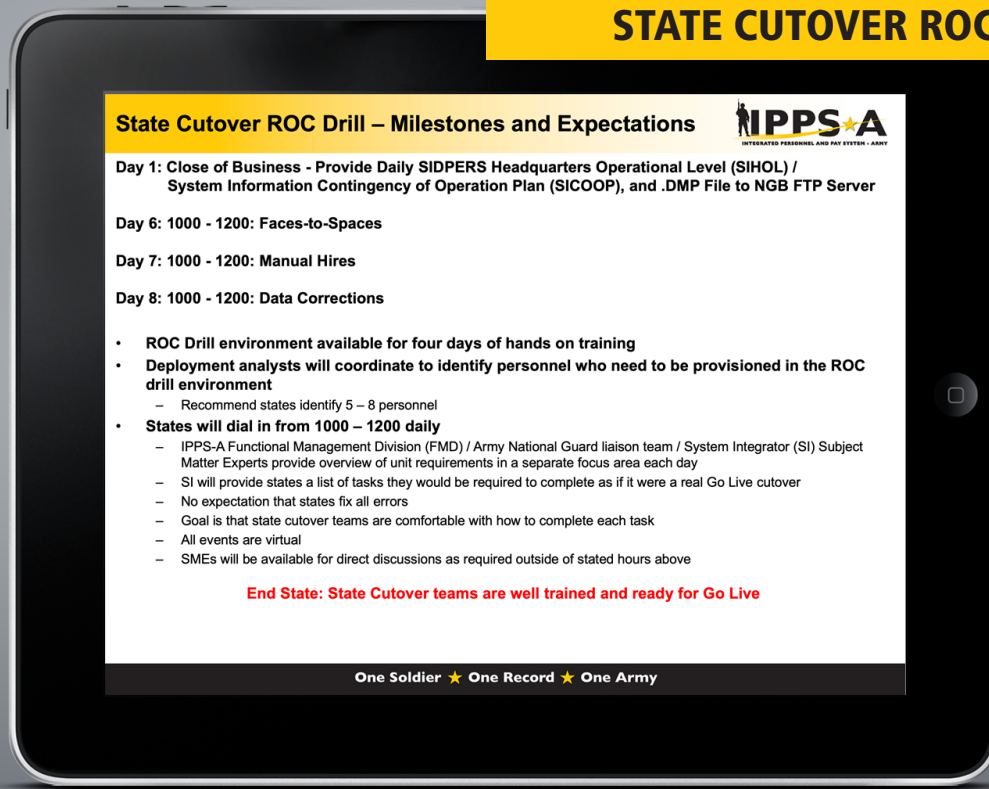 STATE CUTOVER ROC
State Cutover ROC Drill – Milestones and Expectations
IPPS-A
INTEGRATED PERSONNEL AND PAY SYSTEM - ARMY
Day 1: Close of Business - Provide Daily SIDPERS Headquarters Operational Level (SIHOL) /
System Information Contingency of Operation Plan (SICOOP), and .DMP File to NGB FTP Server
Day 6: 1000 - 1200: Faces-to-Spaces
Day 7: 1000 - 1200: Manual Hires
Day 8: 1000 - 1200: Data Corrections
• ROC Drill environment available for four days of hands on training
• Deployment analysts will coordinate to identify personnel who need to be provisioned in the ROC
drill environment
– Recommend states identify 5 – 8 personnel
• States will dial in from 1000 – 1200 daily
– IPPS-A Functional Management Division (FMD) / Army National Guard liaison team / System Integrator (SI) Subject
Matter Experts provide overview of unit requirements in a separate focus area each day
– SI will provide states a list of tasks they would be required to complete as if it were a real Go Live cutover
– No expectation that states fix all errors
– Goal is that state cutover teams are comfortable with how to complete each task
– All events are virtual
– SMEs will be available for direct discussions as required outside of stated hours above
End State: State Cutover teams are well trained and ready for Go Live
One Soldier ★ One Record ★ One Army